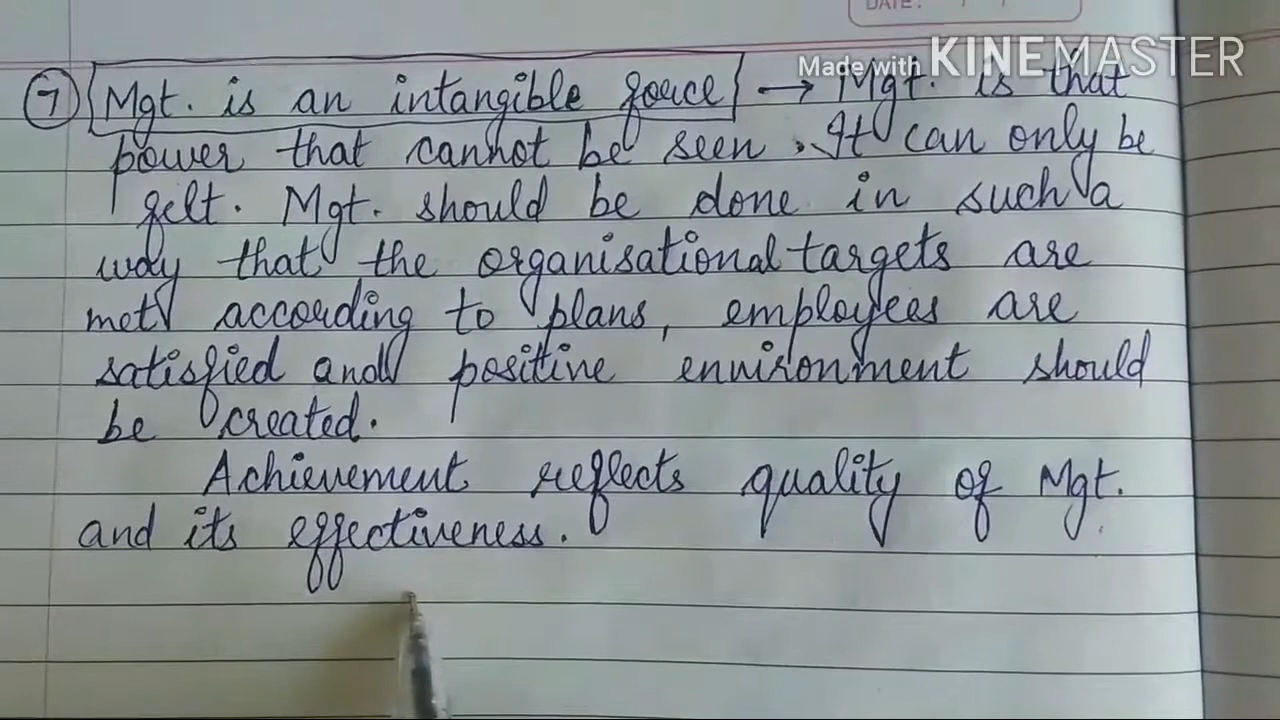 DATE:
Made with KINEMASTER
7 Mgt. is an intangible force → Mgt. is that
power that cannot be seen. It can only be
felt. Mgt. should be done in such a
way that the organisational targets are
met according to plans, employees are
satisfied and positive environment should
be created.
Achievement reflects quality of Mgt.
and its effectiveness.